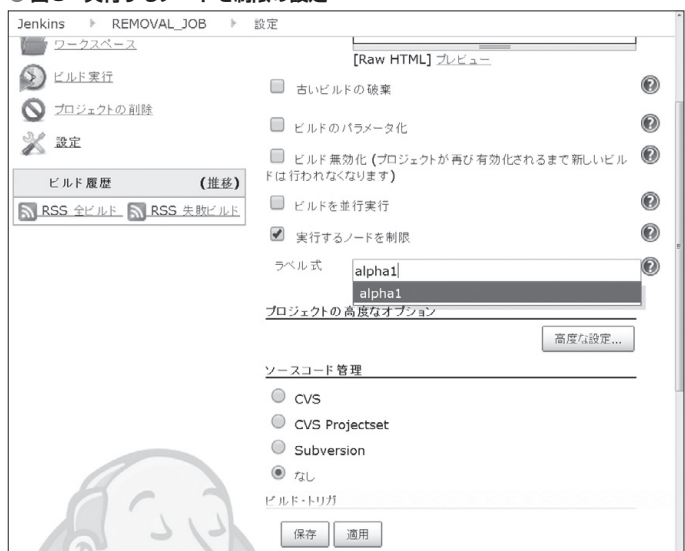 Jenkins ▸ REMOVAL_JOB ▸ 設定
ワークスペース
ビルド実行
プロジェクトの削除
設定
ビルド履歴 (推移)
RSS 全ビルド RSS 失敗ビルド
[Raw HTML] プレビュー
古いビルドの破棄
ビルドのパラメータ化
ビルド無効化 (プロジェクトが再び有効化されるまで新しいビル
ドは行われなくなります)
ビルドを並行実行
実行するノードを制限
ラベル式 alpha1
alpha1
プロジェクトの高度なオプション
高度な設定...
ソースコード管理
CVS
CVS Projectset
Subversion
なし
ビルド・トリガ
保存 適用